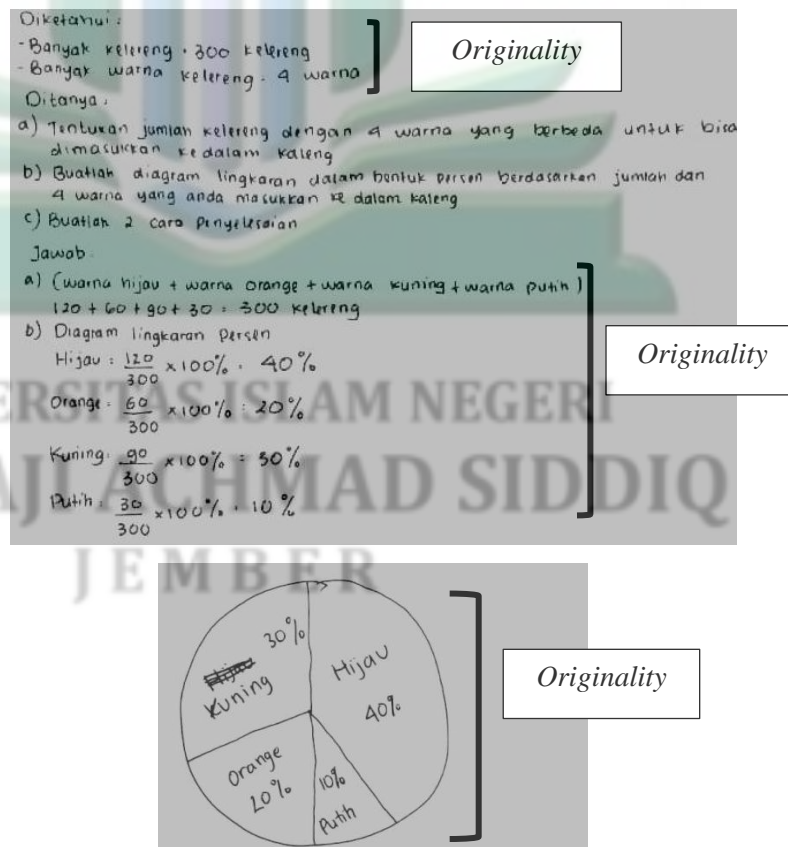 Diketahui :
- Banyak kelereng . 300 kelereng
- Banyak warna kelereng . 4 warna
Originality
Ditanya .
a) Tentukan jumlah kelereng dengan 4 warna yang berbeda untuk bisa
dimasukkan kedalam kaleng
b) Buatlah diagram lingkaran dalam bentuk persen berdasarkan jumlah dan
4 warna yang anda masukkan ke dalam kaleng
c) Buatlah 2 cara Penyelesaian
Jawab .
a) (warna hijau + warna orange + warna kuning + warna putih)
120 + 60 + 90 + 30 = 300 kelereng
b) Diagram lingkaran persen
Hijau : 120/300 x 100% . 40%
Orange : 60/300 x 100% = 20%
Kuning . 90/300 x 100% = 30%
Putih : 30/300 x 100% . 10%
Originality
ERSITAS ISLAM NEGERI
AJI ACHMAD SIDDIQ
JEMBER
30%
Kuning
Hijau
40%
Orange
20%
10%
Putih
Originality